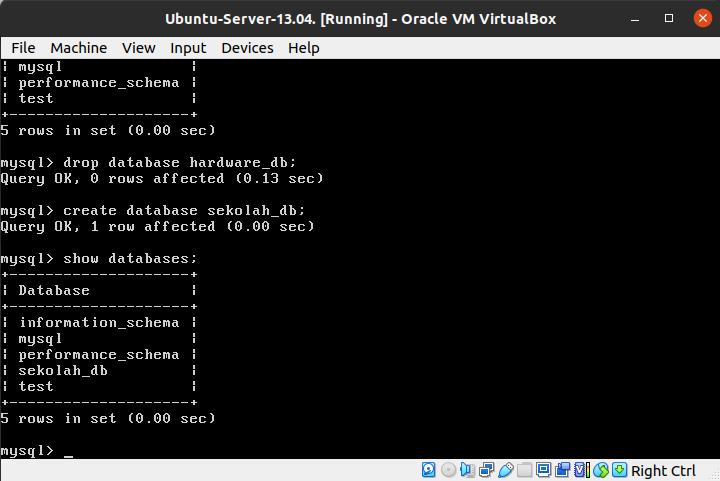 Ubuntu-Server-13.04. [Running] - Oracle VM VirtualBox
File Machine View Input Devices Help
| mysql |
| performance_schema |
| test |
+--------------------+
5 rows in set (0.00 sec)
mysql> drop database hardware_db;
Query OK, 0 rows affected (0.13 sec)
mysql> create database sekolah_db;
Query OK, 1 row affected (0.00 sec)
mysql> show databases;
+--------------------+
| Database |
+--------------------+
| information_schema |
| mysql |
| performance_schema |
| sekolah_db |
| test |
+--------------------+
5 rows in set (0.00 sec)
mysql> _
Right Ctrl